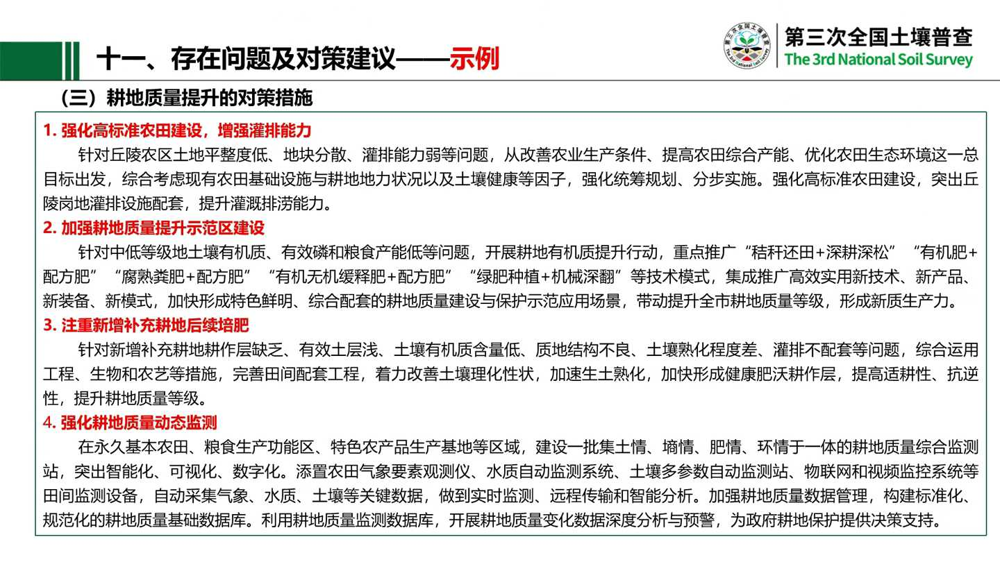 十一、存在问题及对策建议——示例
第三次全国土壤普查
The 3rd National Soil Survey
第三次全国土壤普查
The 3rd National Soil Survey
（三）耕地质量提升的对策措施
1. 强化高标准农田建设，增强灌排能力
针对丘陵农区土地平整度低、地块分散、灌排能力弱等问题，从改善农业生产条件、提高农田综合产能、优化农田生态环境这一总
目标出发，综合考虑现有农田基础设施与耕地地力状况以及土壤健康等因子，强化统筹规划、分步实施。强化高标准农田建设，突出丘
陵岗地灌排设施配套，提升灌溉排涝能力。
2. 加强耕地质量提升示范区建设
针对中低等级地土壤有机质、有效磷和粮食产能低等问题，开展耕地有机质提升行动，重点推广“秸秆还田+深耕深松”“有机肥+
配方肥”“腐熟粪肥+配方肥”“有机无机缓释肥+配方肥”“绿肥种植+机械深翻”等技术模式，集成推广高效实用新技术、新产品、
新装备、新模式，加快形成特色鲜明、综合配套的耕地质量建设与保护示范应用场景，带动提升全市耕地质量等级，形成新质生产力。
3. 注重新增补充耕地后续培肥
针对新增补充耕地耕作层缺乏、有效土层浅、土壤有机质含量低、质地结构不良、土壤熟化程度差、灌排不配套等问题，综合运用
工程、生物和农艺等措施，完善田间配套工程，着力改善土壤理化性状，加速生土熟化，加快形成健康肥沃耕作层，提高适耕性、抗逆
性，提升耕地质量等级。
4. 强化耕地质量动态监测
在永久基本农田、粮食生产功能区、特色农产品生产基地等区域，建设一批集土情、墒情、肥情、环情于一体的耕地质量综合监测
站，突出智能化、可视化、数字化。添置农田气象要素观测仪、水质自动监测系统、土壤多参数自动监测站、物联网和视频监控系统等
田间监测设备，自动采集气象、水质、土壤等关键数据，做到实时监测、远程传输和智能分析。加强耕地质量数据管理，构建标准化、
规范化的耕地质量基础数据库。利用耕地质量监测数据库，开展耕地质量变化数据深度分析与预警，为政府耕地保护提供决策支持。